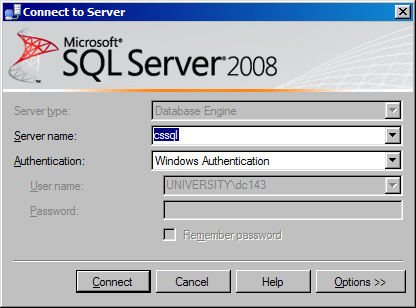 Connect to Server
Microsoft®
SQL Server® 2008
Server type: Database Engine
Server name: cssql
Authentication: Windows Authentication
User name: UNIVERSITY\dc143
Password:
Remember password
Connect Cancel Help Options >>